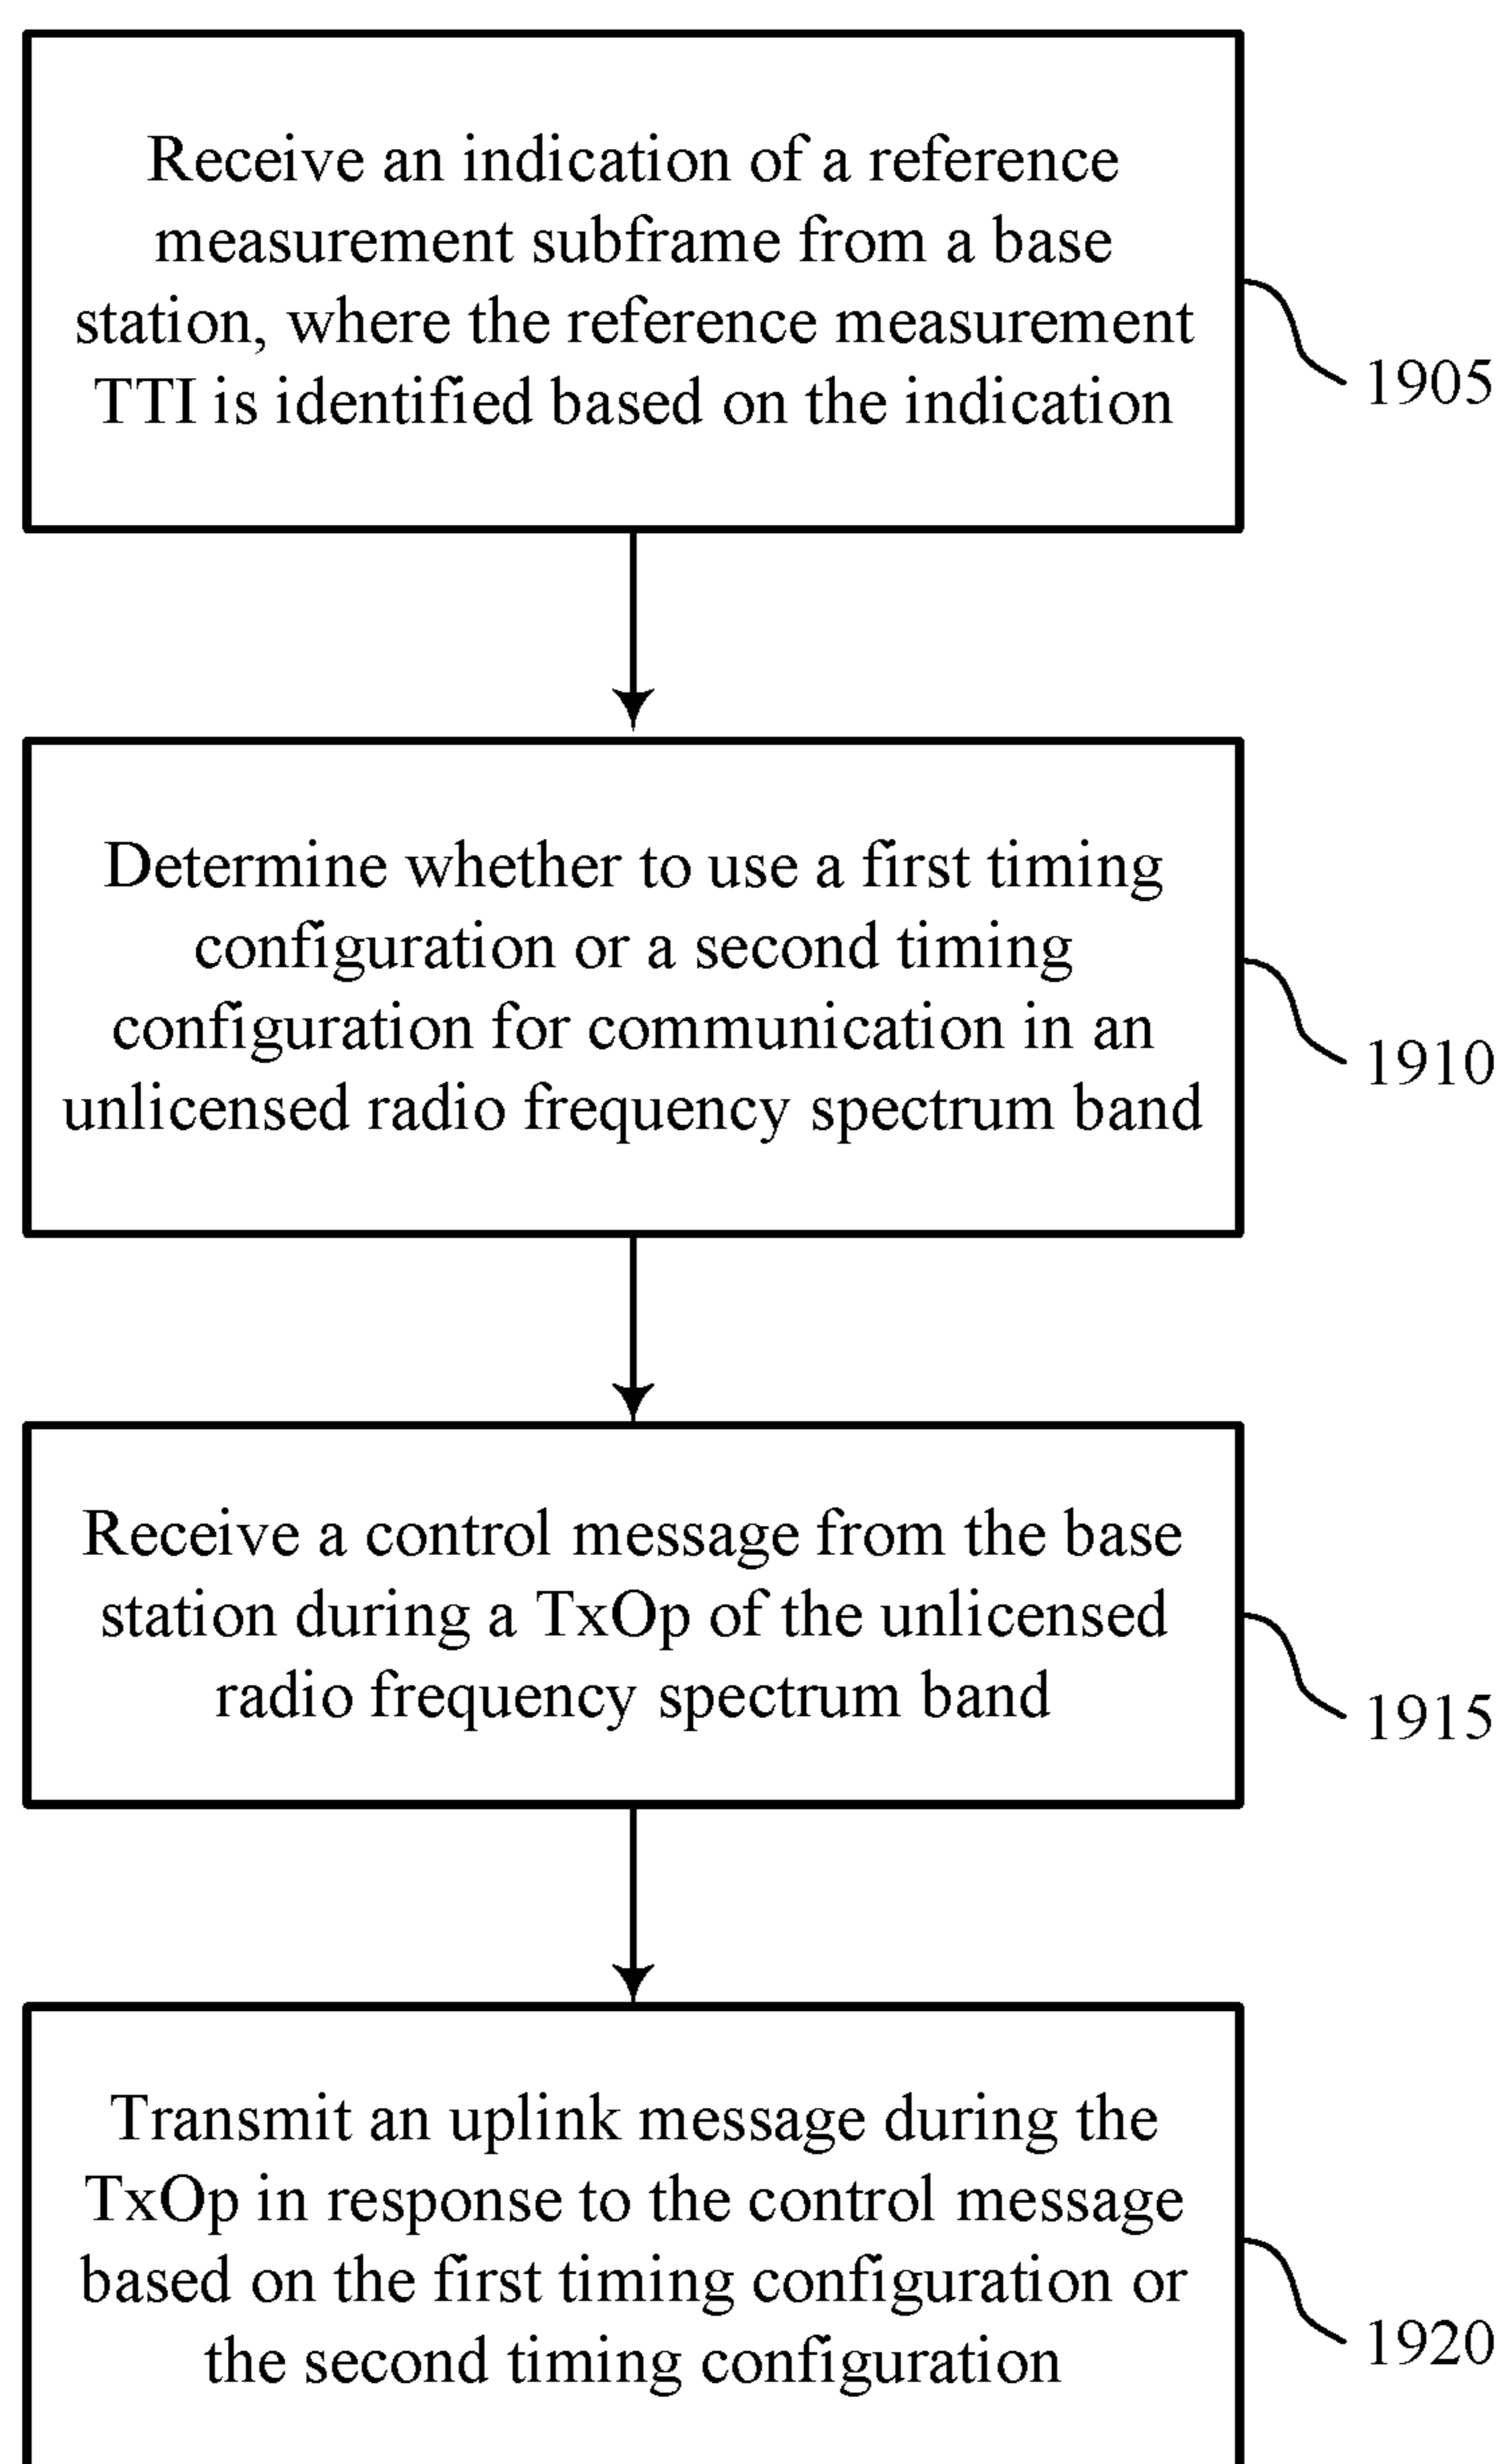 Receive an indication of a reference
measurement subframe from a base
station, where the reference measurement
TTI is identified based on the indication
1905
Determine whether to use a first timing
configuration or a second timing
configuration for communication in an
unlicensed radio frequency spectrum band
1910
Receive a control message from the base
station during a TxOp of the unlicensed
radio frequency spectrum band
1915
Transmit an uplink message during the
TxOp in response to the control message
based on the first timing configuration or
the second timing configuration
1920